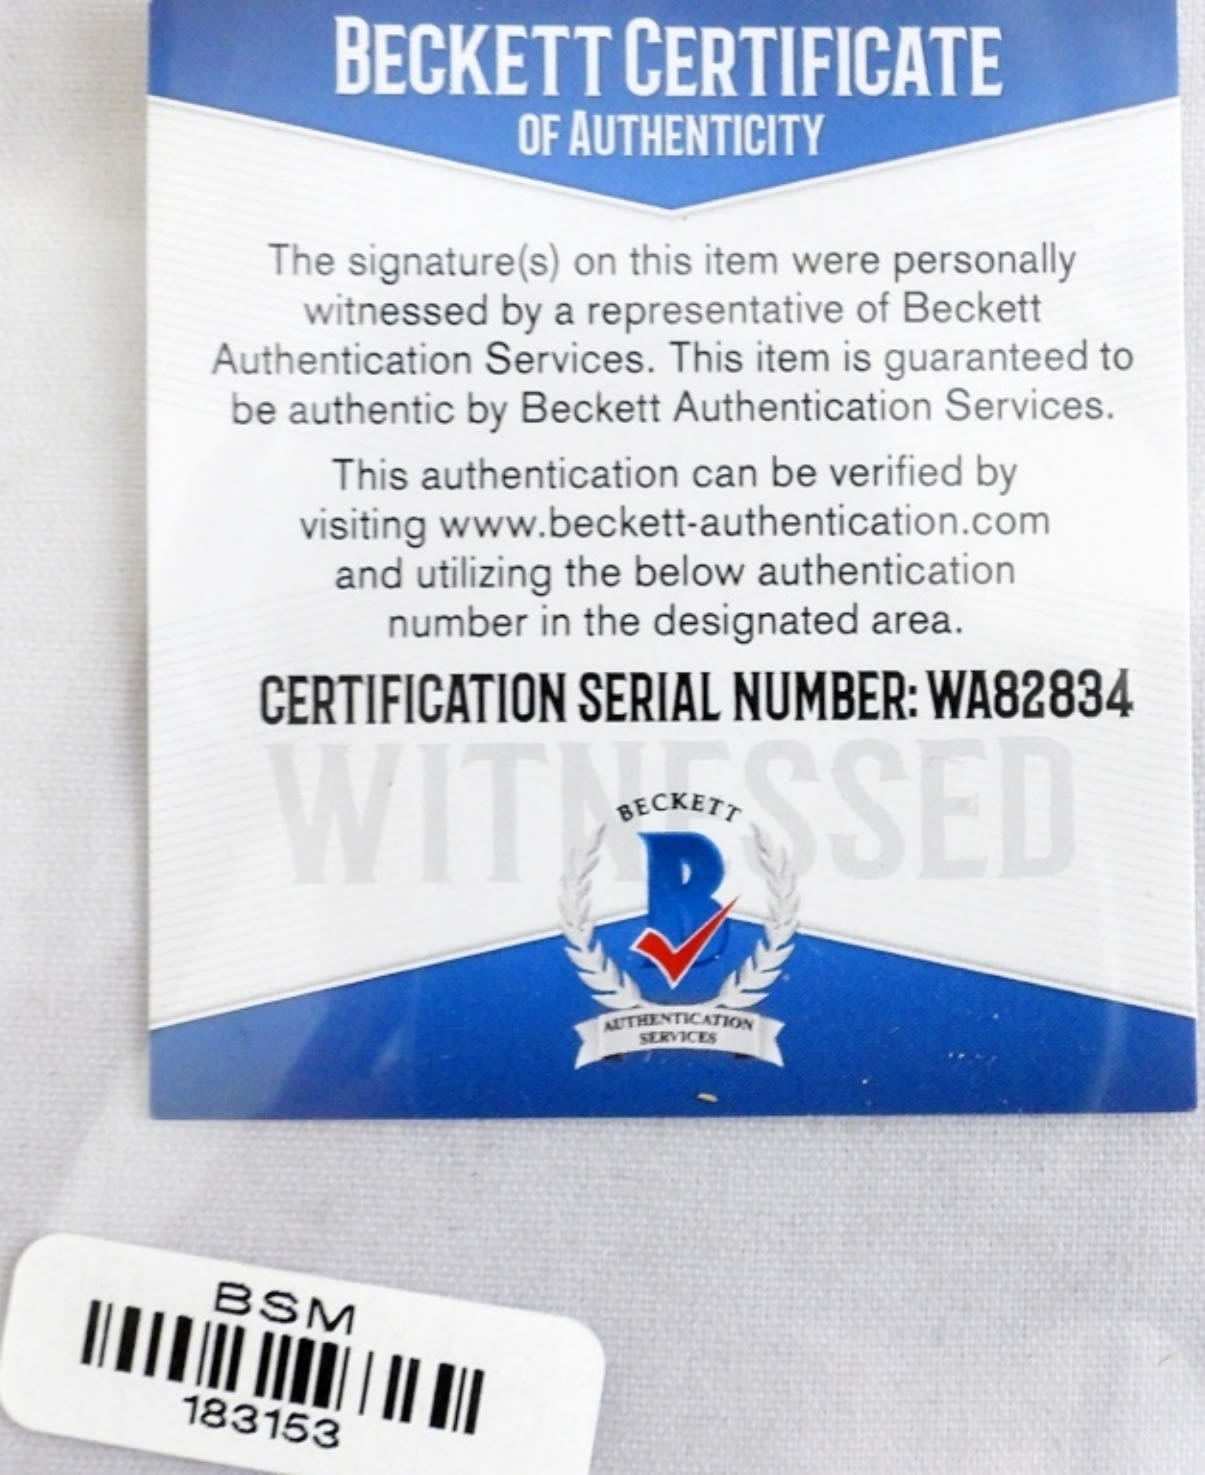 BECKETT CERTIFICATE
OF AUTHENTICITY
The signature(s) on this item were personally
witnessed by a representative of Beckett
Authentication Services. This item is guaranteed to
be authentic by Beckett Authentication Services.
This authentication can be verified by
visiting www.beckett-authentication.com
and utilizing the below authentication
number in the designated area.
CERTIFICATION SERIAL NUMBER: WA82834
WITNESSED
BECKETT
B
AUTHENTICATION
SERVICES
BSM
183153